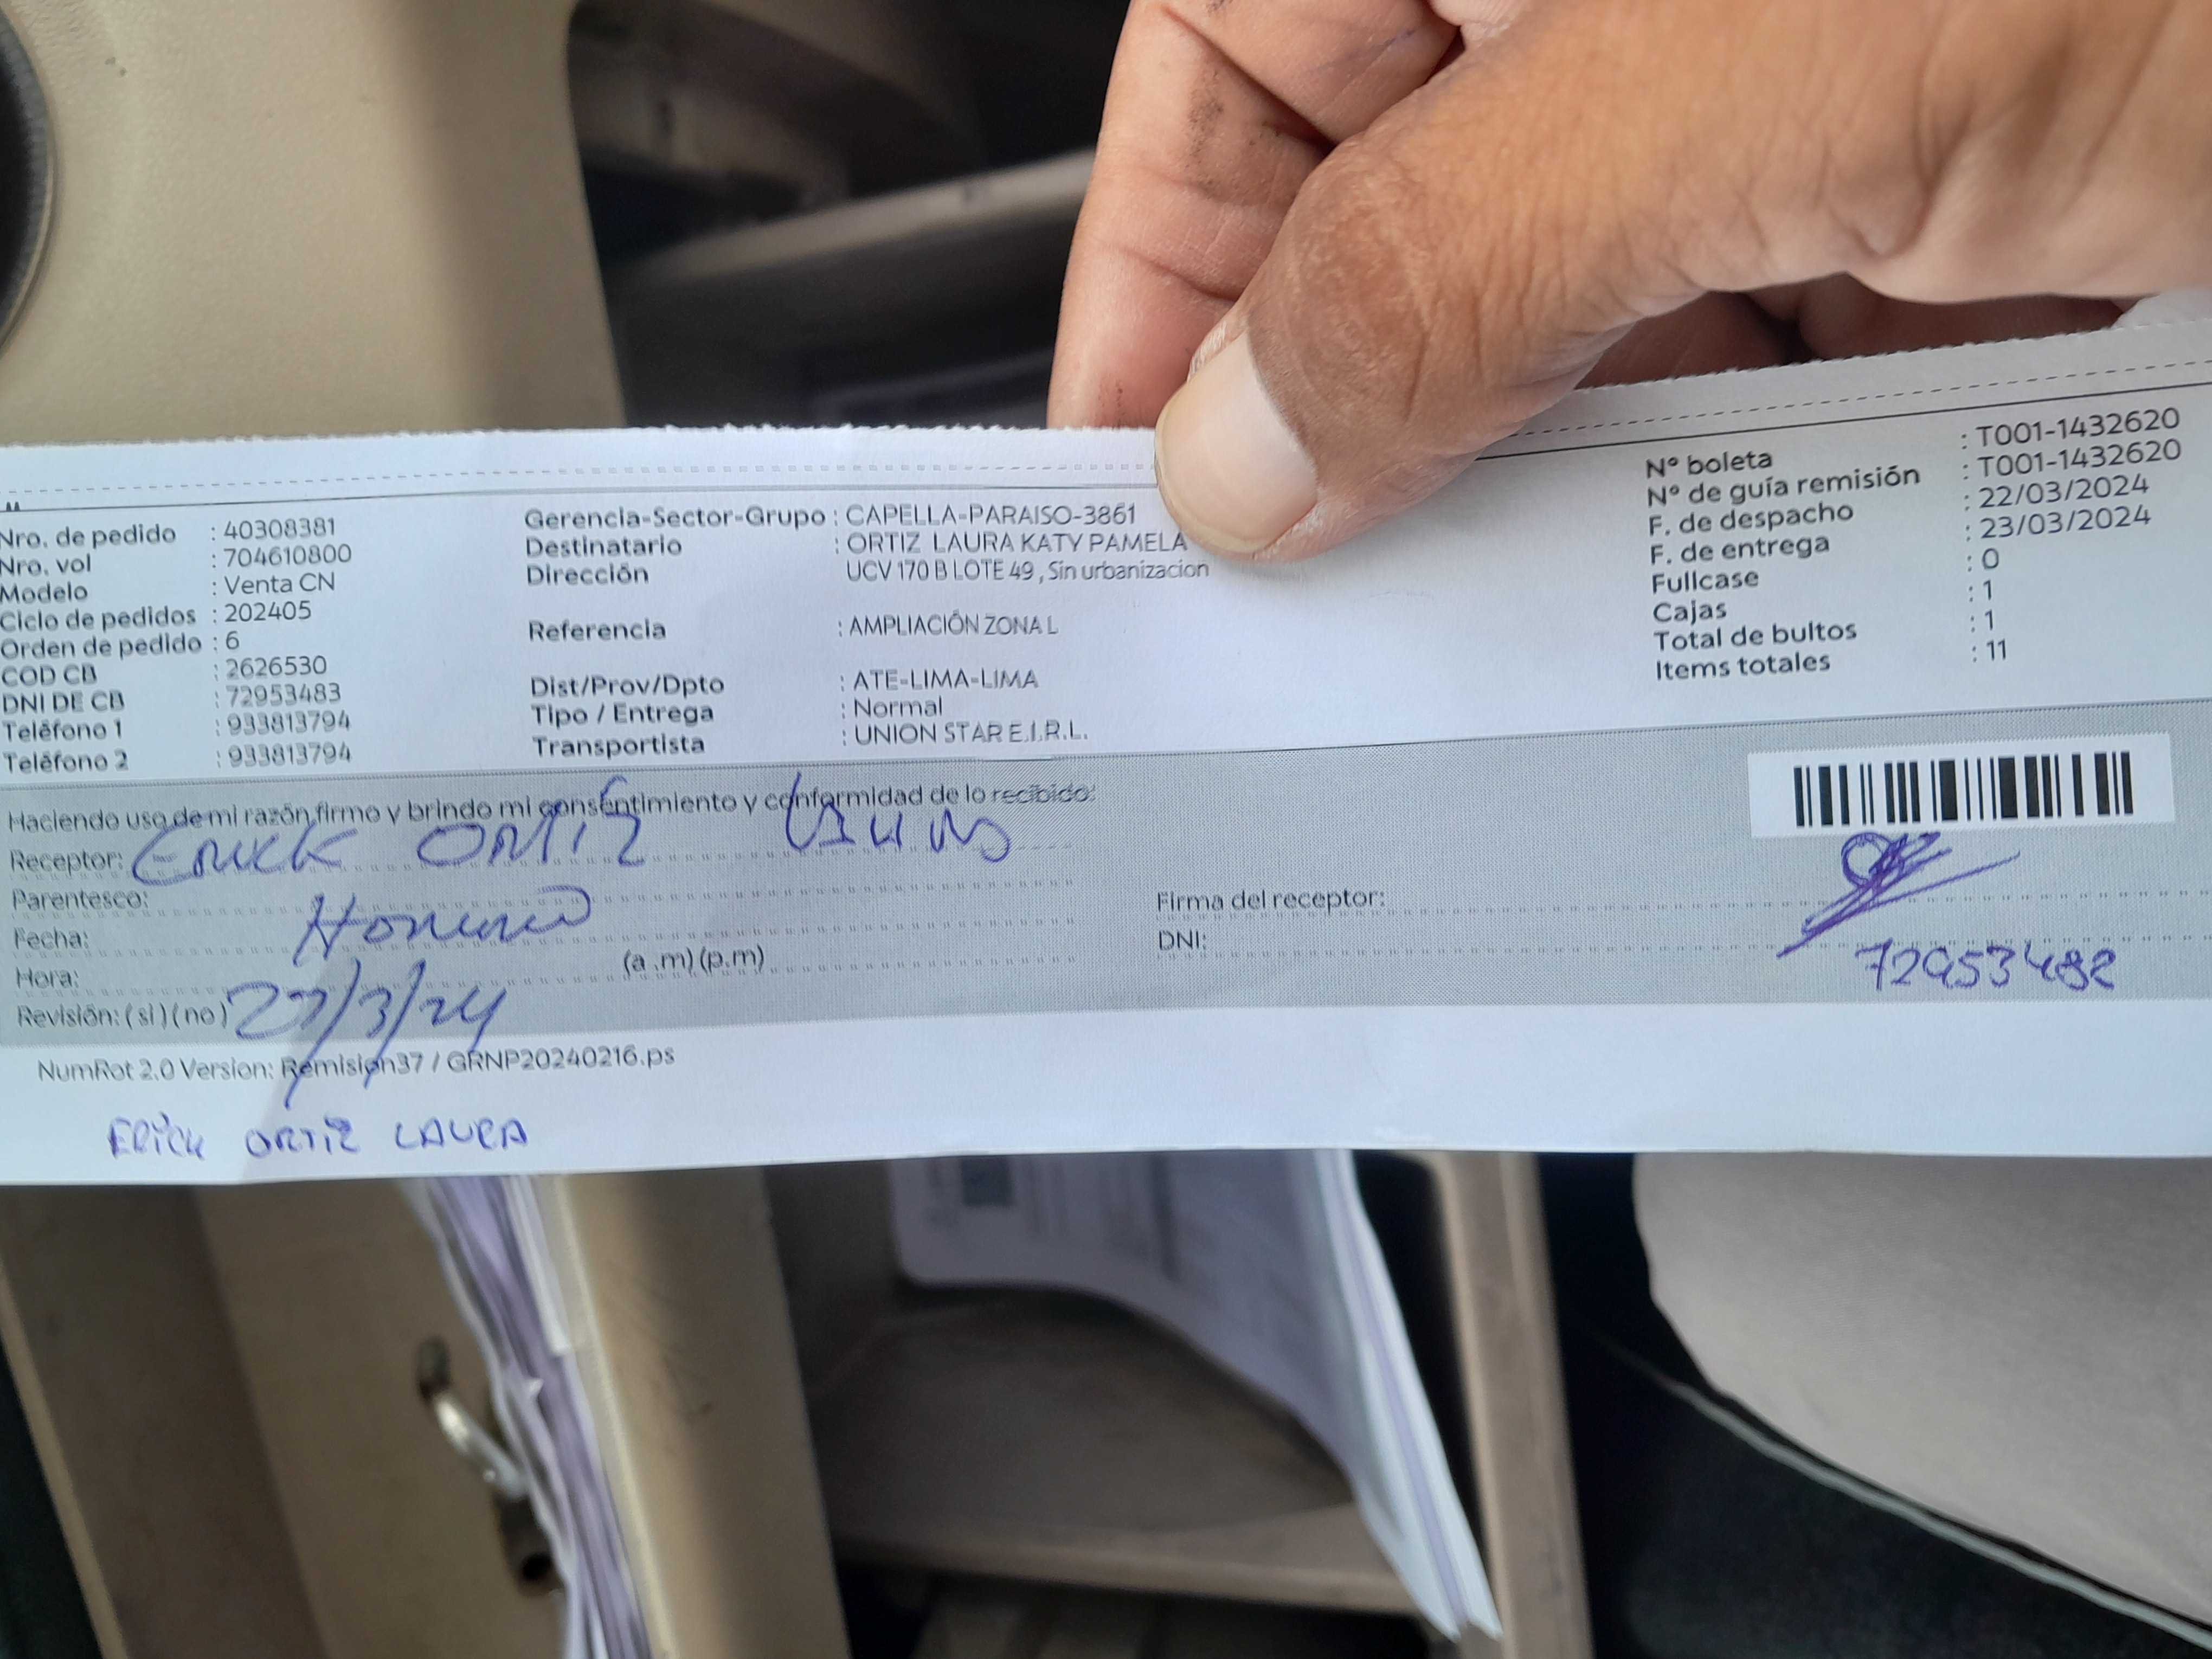 Nro. de pedido : 40308381
Nro. vol : 704610800
Modelo : Venta CN
Ciclo de pedidos : 202405
Orden de pedido : 6
COD CB : 2626530
DNI DE CB : 72953483
Teléfono 1 : 933813794
Teléfono 2 : 933813794
Gerencia-Sector-Grupo : CAPELLA-PARAISO-3861
Destinatario : ORTIZ LAURA KATY PAMELA
Dirección UCV 170 B LOTE 49 , Sin urbanizacion
Referencia : AMPLIACIÓN ZONA L
Dist/Prov/Dpto : ATE-LIMA-LIMA
Tipo / Entrega : Normal
Transportista : UNION STAR E.I.R.L.
N° boleta : T001-1432620
N° de guía remisión : T001-1432620
F. de despacho : 22/03/2024
F. de entrega : 23/03/2024
Fullcase : 0
Cajas : 1
Total de bultos : 1
Items totales : 11
Haciendo uso de mi razón firmo y brindo mi consentimiento y conformidad de lo recibido:
Receptor: Erick Ortiz
Parentesco:
Fecha:
Hora: (a .m) (p.m)
Revisión: ( si ) ( no )
Firma del receptor:
DNI: 72953482
NumRot 2.0 Version: Remision37 / GRNP20240216.ps
ERICK ORTIZ LAURA